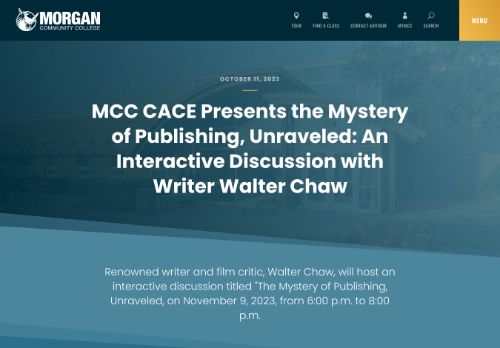 MORGAN
COMMUNITY COLLEGE
TOUR
FIND A CLASS
CONTACT ADVISOR
MYMCC
SEARCH
MENU
OCTOBER 11, 2023
MCC CACE Presents the Mystery
of Publishing, Unraveled: An
Interactive Discussion with
Writer Walter Chaw
Renowned writer and film critic, Walter Chaw, will host an
interactive discussion titled "The Mystery of Publishing,
Unraveled, on November 9, 2023, from 6:00 p.m. to 8:00
p.m.